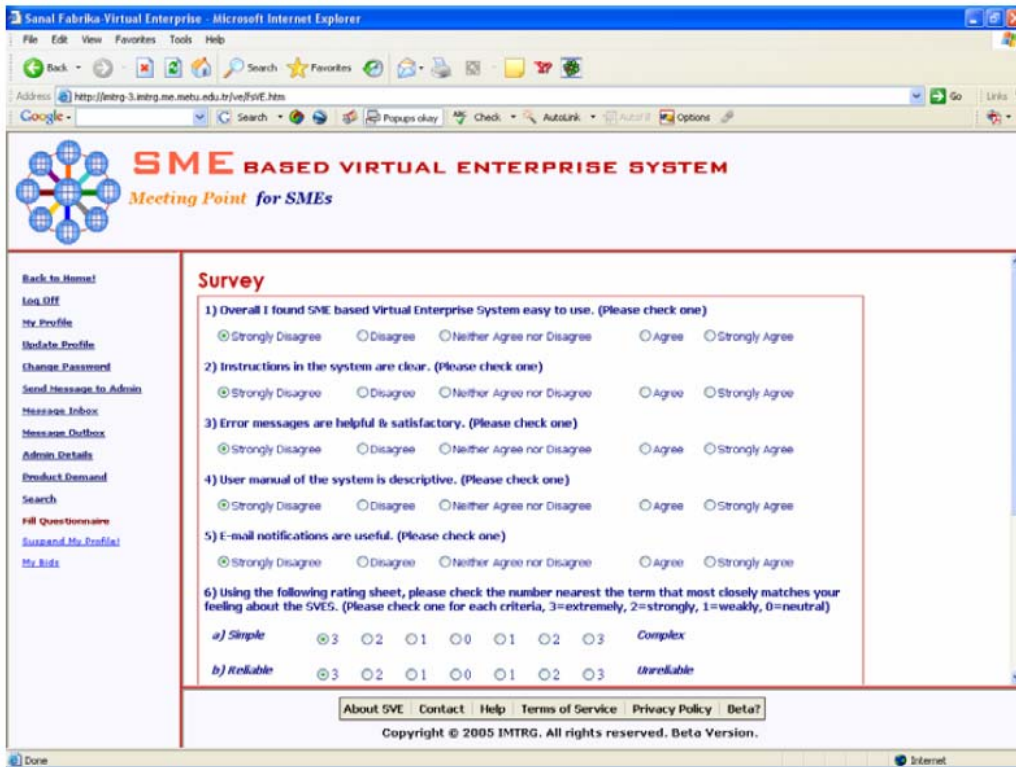 Sanal Fabrika-Virtual Enterprise - Microsoft Internet Explorer
File Edit View Favorites Tools Help
Back Search Favorites
Address http://imtrg-3.imtrg.me.metu.edu.tr/ve/fsVE.htm Go Links
Google Search Popups okay Check AutoLink AutoFill Options
SME BASED VIRTUAL ENTERPRISE SYSTEM
Meeting Point for SMEs
Back to Home!
Log Off
My Profile
Update Profile
Change Password
Send Message to Admin
Message Inbox
Message Outbox
Admin Details
Product Demand
Search
Fill Questionnaire
Suspend My Profile!
My Bids
Survey
1) Overall I found SME based Virtual Enterprise System easy to use. (Please check one)
Strongly Disagree Disagree Neither Agree nor Disagree Agree Strongly Agree
2) Instructions in the system are clear. (Please check one)
Strongly Disagree Disagree Neither Agree nor Disagree Agree Strongly Agree
3) Error messages are helpful & satisfactory. (Please check one)
Strongly Disagree Disagree Neither Agree nor Disagree Agree Strongly Agree
4) User manual of the system is descriptive. (Please check one)
Strongly Disagree Disagree Neither Agree nor Disagree Agree Strongly Agree
5) E-mail notifications are useful. (Please check one)
Strongly Disagree Disagree Neither Agree nor Disagree Agree Strongly Agree
6) Using the following rating sheet, please check the number nearest the term that most closely matches your
feeling about the SVES. (Please check one for each criteria, 3=extremely, 2=strongly, 1=weakly, 0=neutral)
a) Simple 3 2 1 0 1 2 3 Complex
b) Reliable 3 2 1 0 1 2 3 Unreliable
About SVE Contact Help Terms of Service Privacy Policy Beta?
Copyright © 2005 IMTRG. All rights reserved. Beta Version.
Done Internet